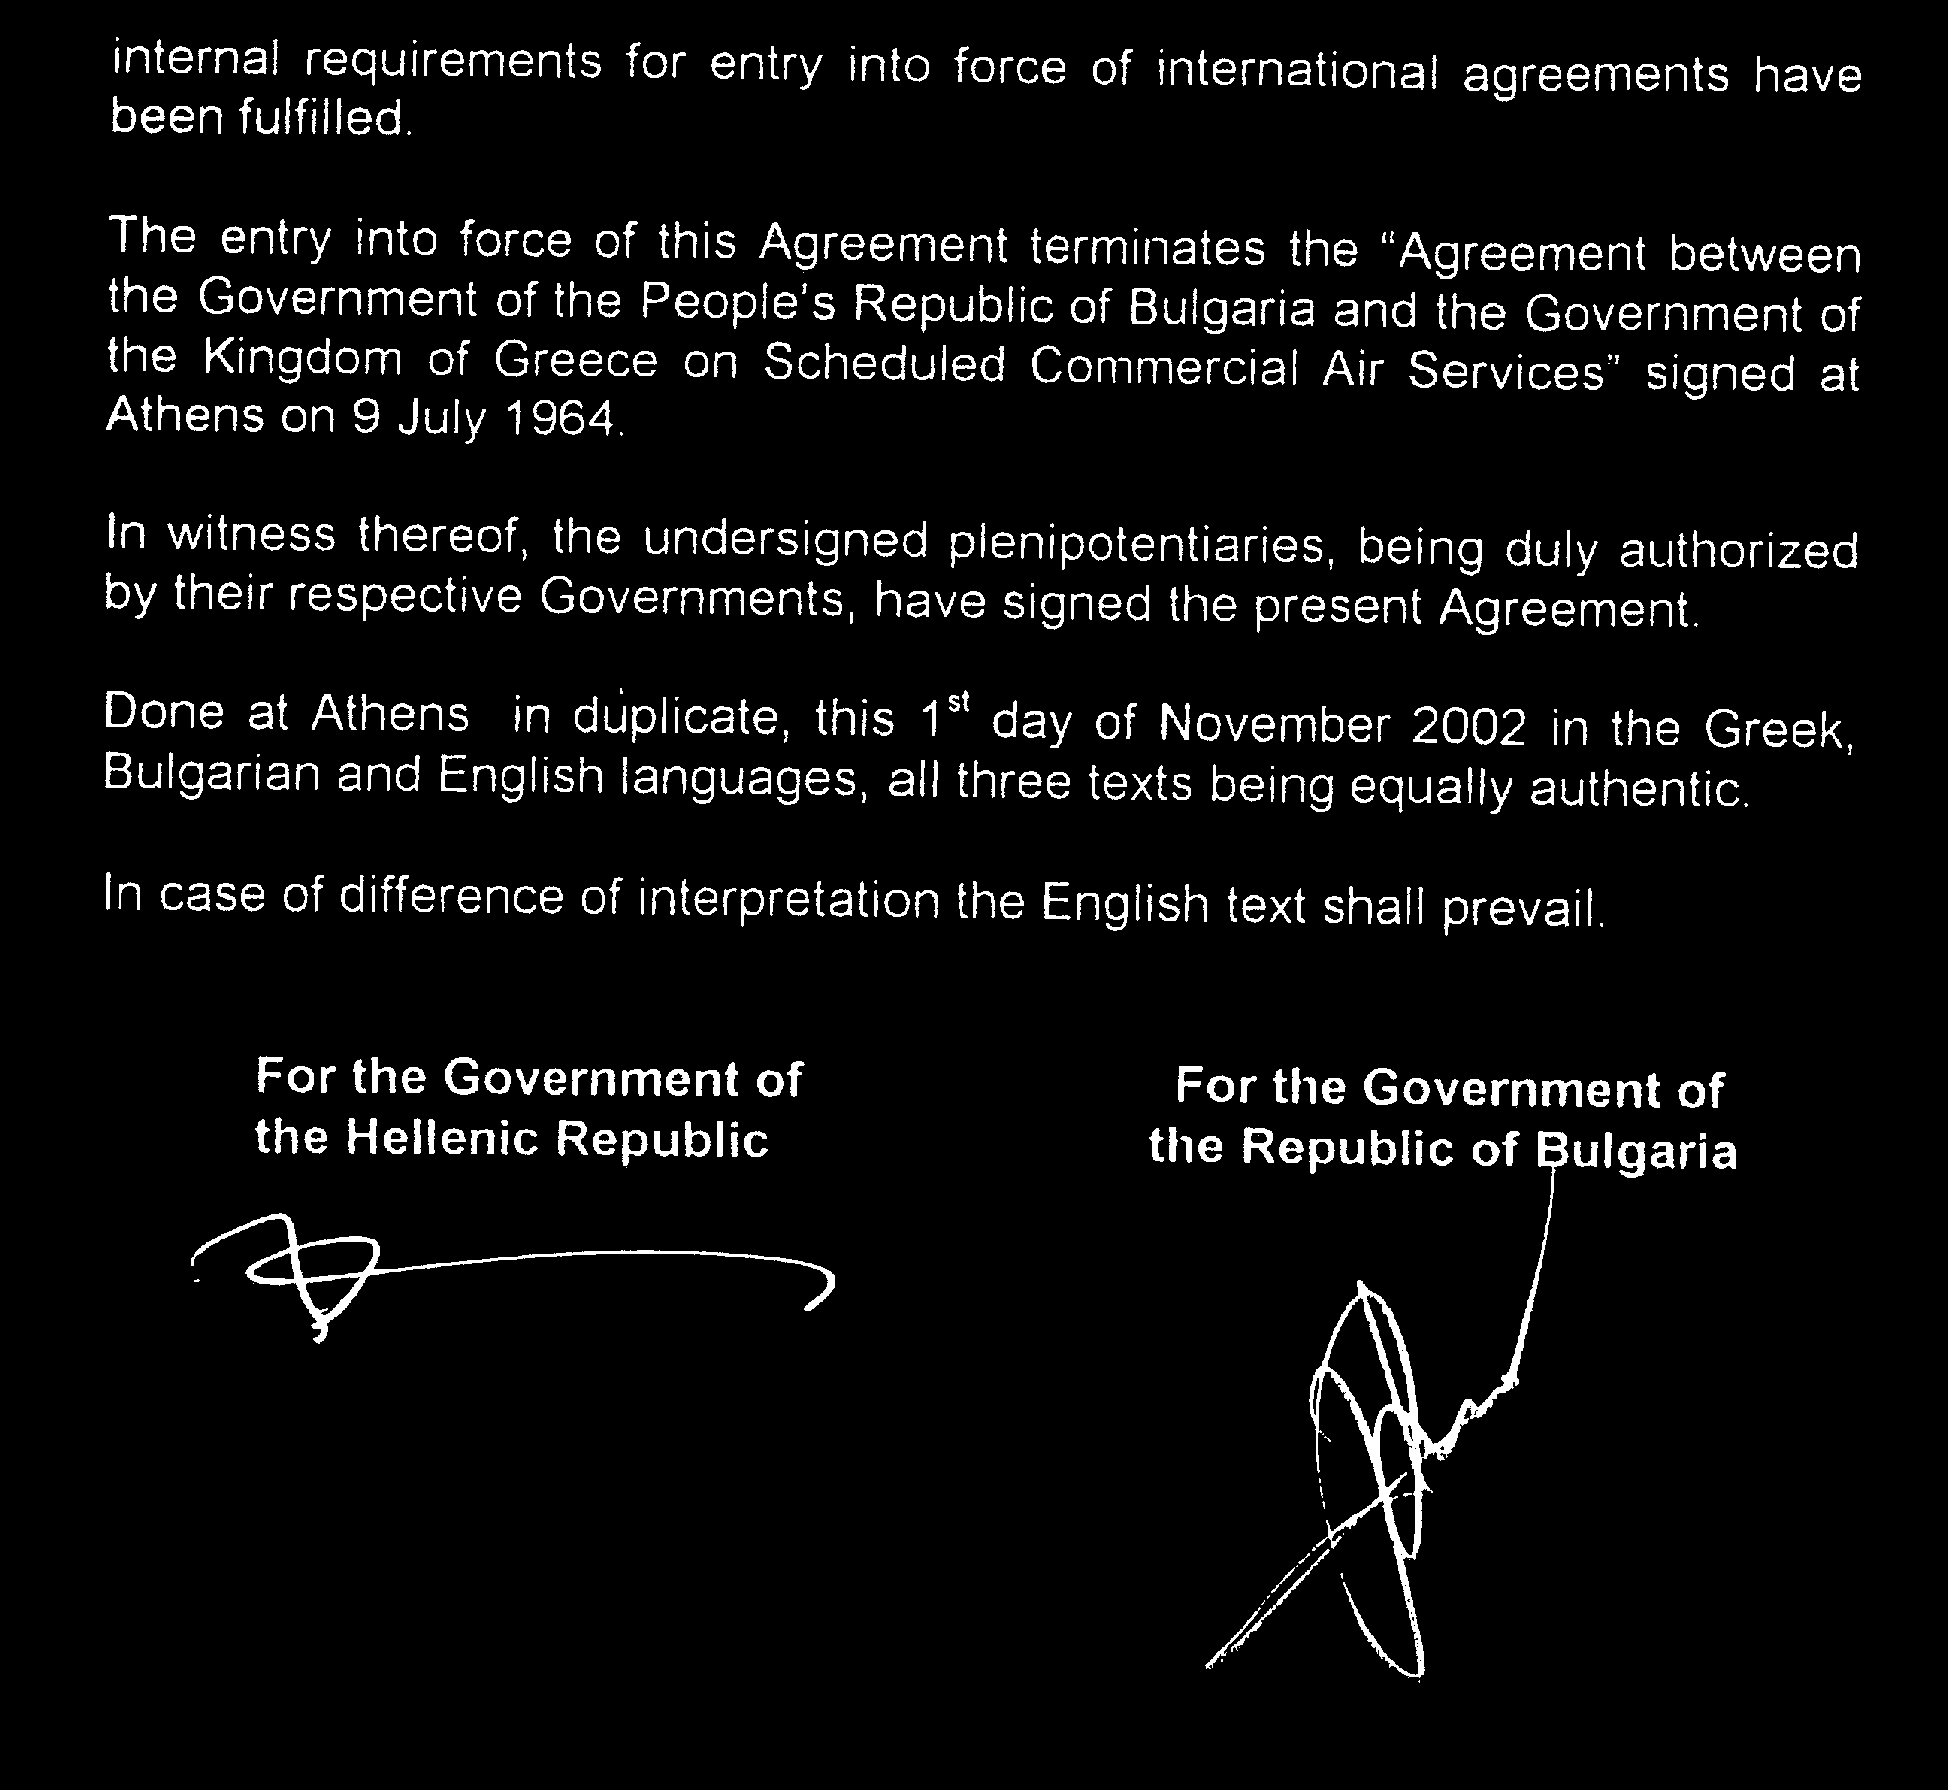 internal requirements for entry into force of international agreements have
been fulfilled.
The entry into force of this Agreement terminates the "Agreement between
the Government of the People's Republic of Bulgaria and the Government of
the Kingdom of Greece on Scheduled Commercial Air Services" signed at
Athens on 9 July 1964.
In witness thereof, the undersigned plenipotentiaries, being duly authorized
by their respective Governments, have signed the present Agreement.
Done at Athens in duplicate, this 1st day of November 2002 in the Greek,
Bulgarian and English languages, all three texts being equally authentic.
In case of difference of interpretation the English text shall prevail.
For the Government of
the Hellenic Republic
For the Government of
the Republic of Bulgaria